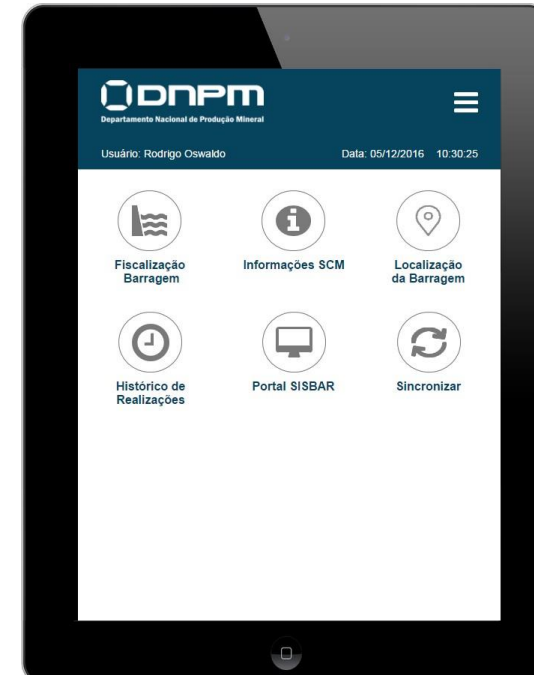 DNPM
Departamento Nacional de Produção Mineral
Usuário: Rodrigo Oswaldo Data: 05/12/2016 10:30:25
Fiscalização
Barragem
Informações SCM
Localização
da Barragem
Histórico de
Realizações
Portal SISBAR
Sincronizar